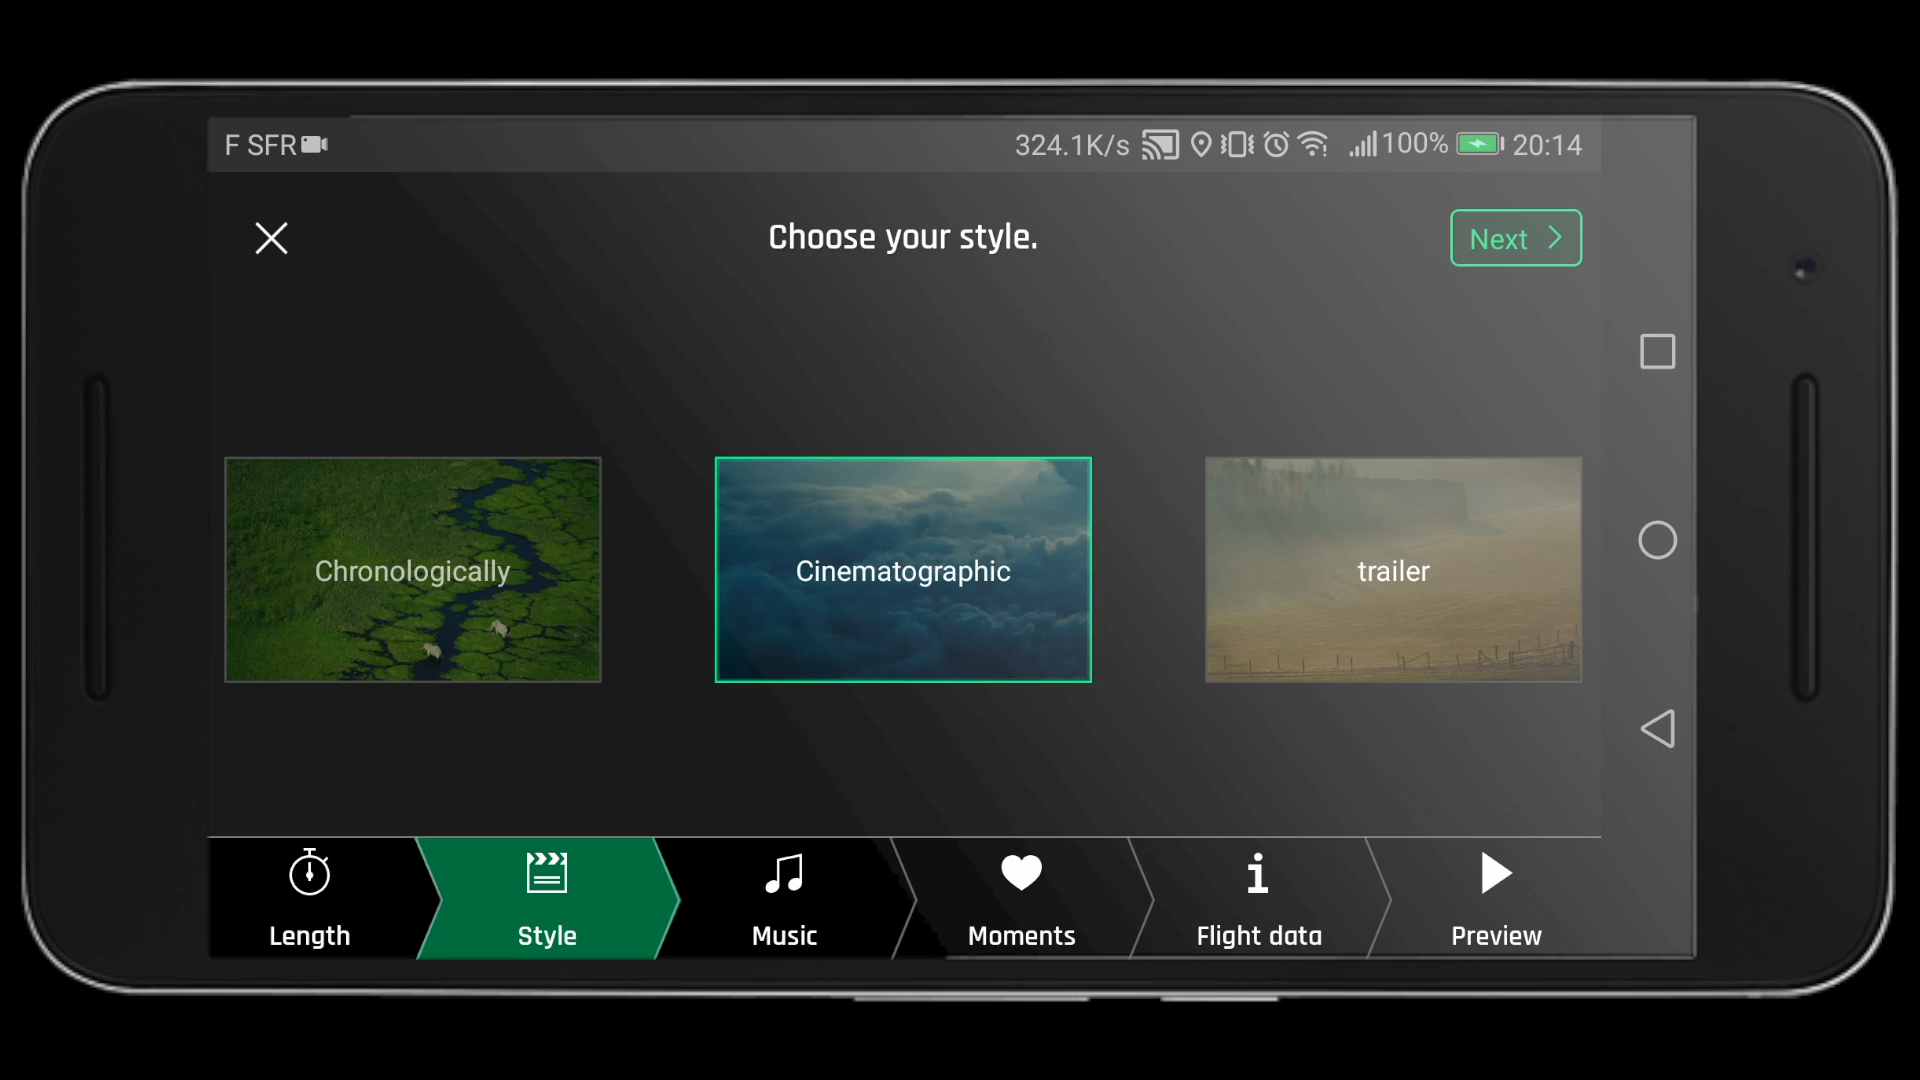 F SFR 324.1K/s 100% 20:14
Choose your style.
Next
Chronologically
Cinematographic
trailer
Length
Style
Music
Moments
Flight data
Preview